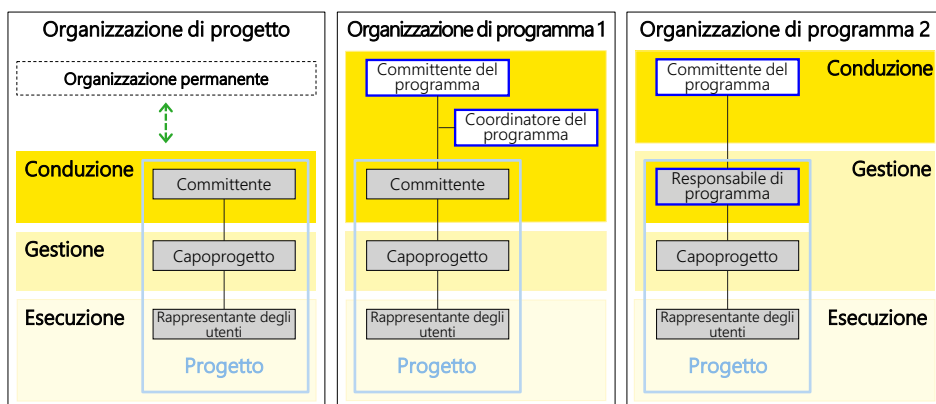 Organizzazione di progetto
Organizzazione permanente
Conduzione
Committente
Gestione
Capoprogetto
Esecuzione
Rappresentante degli
utenti
Progetto
Organizzazione di programma 1
Committente del
programma
Coordinatore del
programma
Committente
Capoprogetto
Rappresentante degli
utenti
Progetto
Organizzazione di programma 2
Committente del
programma
Conduzione
Responsabile di
programma
Gestione
Capoprogetto
Rappresentante degli
utenti
Esecuzione
Progetto